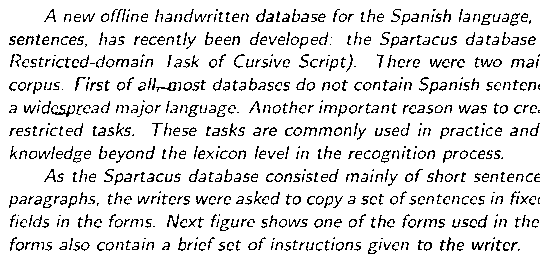 A new offline handwritten database for the Spanish language,
sentences, has recently been developed: the Spartacus database
Restricted-domain Task of Cursive Script). There were two mai
corpus. First of all, most databases do not contain Spanish senten
a widespread major language. Another important reason was to cre
restricted tasks. These tasks are commonly used in practice and
knowledge beyond the lexicon level in the recognition process.
As the Spartacus database consisted mainly of short sentence
paragraphs, the writers were asked to copy a set of sentences in fixe
fields in the forms. Next figure shows one of the forms used in the
forms also contain a brief set of instructions given to the writer.